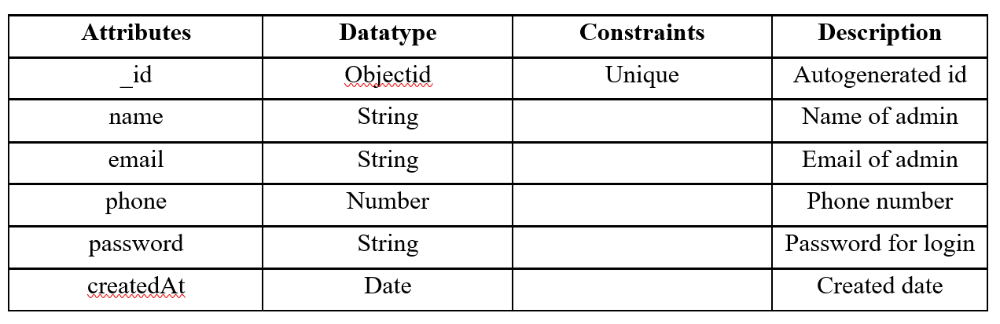 Attributes Datatype Constraints Description
_id Objectid Unique Autogenerated id
name String Name of admin
email String Email of admin
phone Number Phone number
password String Password for login
createdAt Date Created date